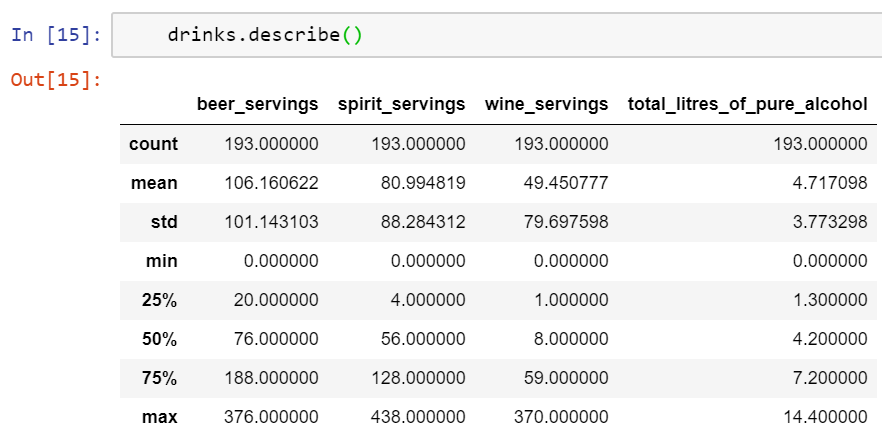 In [15]: drinks.describe()
Out[15]:
beer_servings spirit_servings wine_servings total_litres_of_pure_alcohol
count 193.000000 193.000000 193.000000 193.000000
mean 106.160622 80.994819 49.450777 4.717098
std 101.143103 88.284312 79.697598 3.773298
min 0.000000 0.000000 0.000000 0.000000
25% 20.000000 4.000000 1.000000 1.300000
50% 76.000000 56.000000 8.000000 4.200000
75% 188.000000 128.000000 59.000000 7.200000
max 376.000000 438.000000 370.000000 14.400000